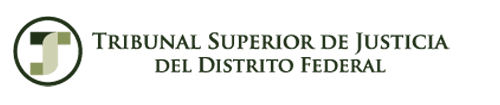 TRIBUNAL SUPERIOR DE JUSTICIA
DEL DISTRITO FEDERAL